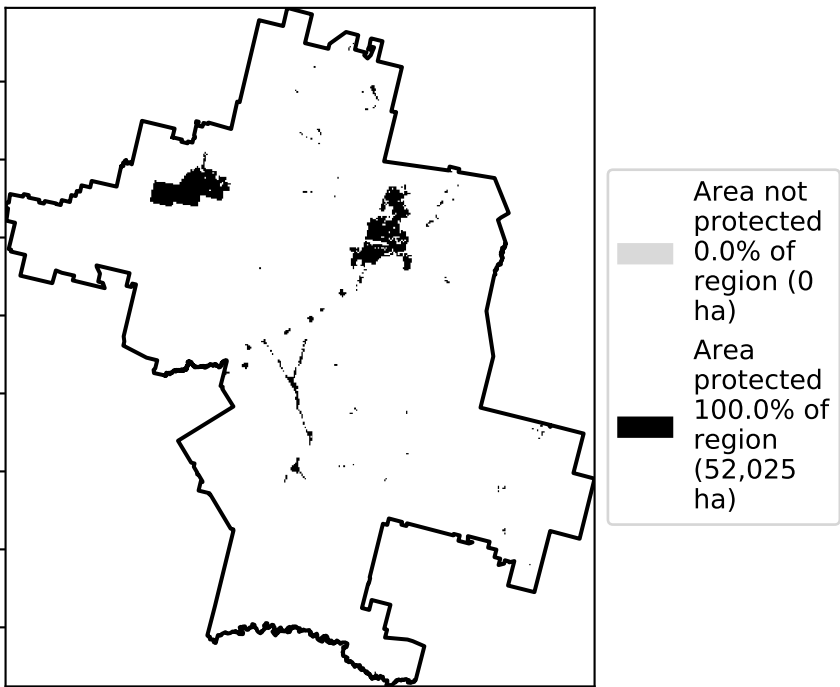 Area not
protected
0.0% of
region (0
ha)
Area
protected
100.0% of
region
(52,025
ha)